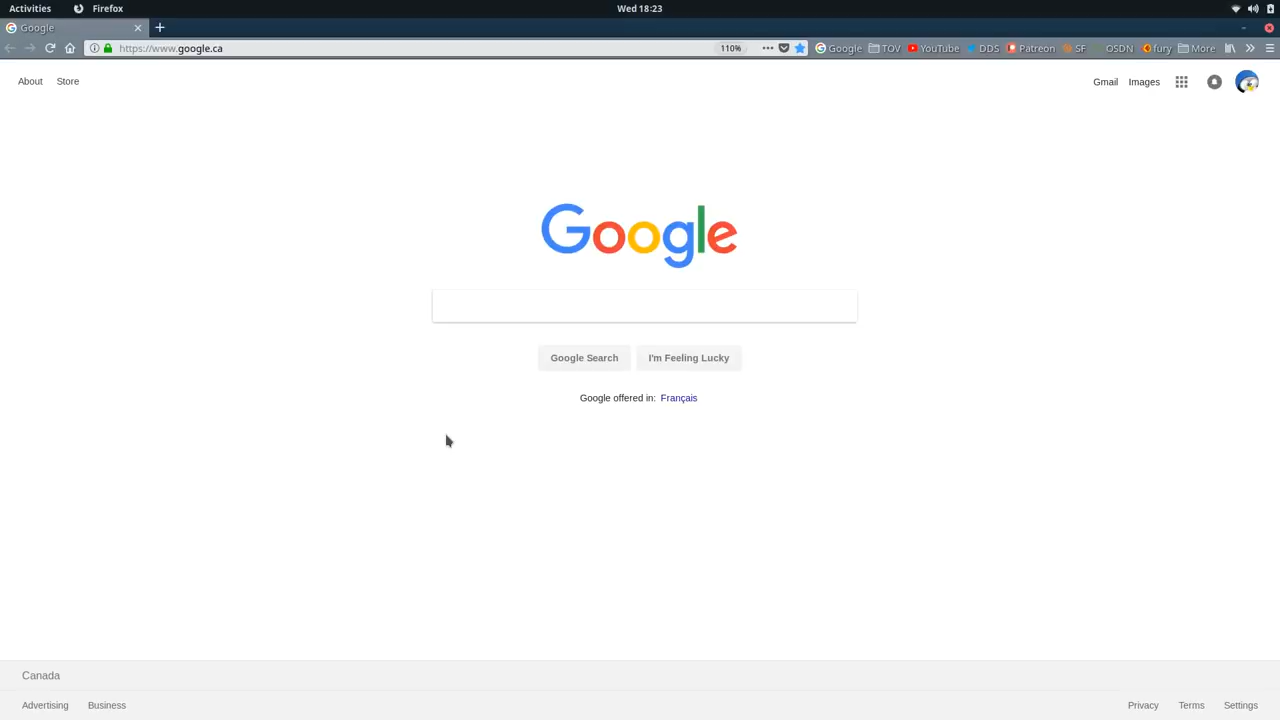 Activities Firefox Wed 18:23
Google
https://www.google.ca 110% Google TOV YouTube DDS Patreon SF OSDN fury More
About Store Gmail Images
Google
Google Search I'm Feeling Lucky
Google offered in: Français
Canada
Advertising Business Privacy Terms Settings